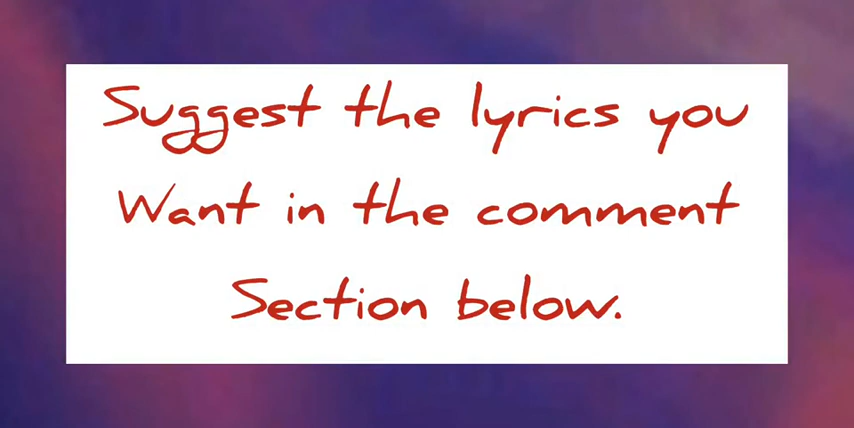 Suggest the lyrics you
Want in the comment
Section below.